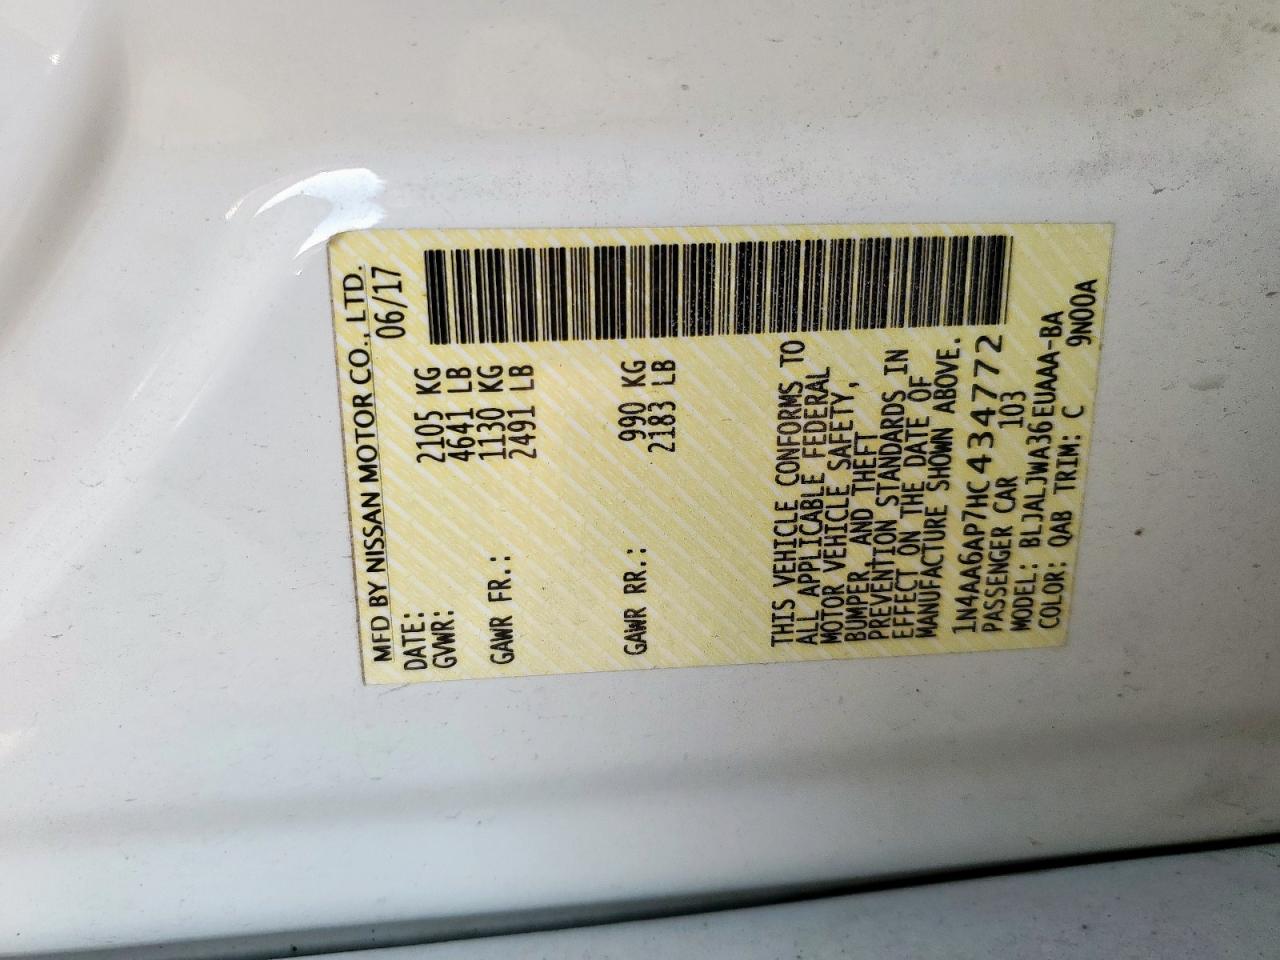 MFD BY NISSAN MOTOR CO., LTD.
DATE: 06/17
GVWR: 2105 KG
4641 LB
GAWR FR.: 1130 KG
2491 LB
GAWR RR.: 990 KG
2183 LB
THIS VEHICLE CONFORMS TO
ALL APPLICABLE FEDERAL
MOTOR VEHICLE SAFETY,
BUMPER, AND THEFT
PREVENTION STANDARDS IN
EFFECT ON THE DATE OF
MANUFACTURE SHOWN ABOVE.
1N4AA6AP7HC434772
PASSENGER CAR 103
MODEL: BLJALJWA36EUAAA-BA
COLOR: QAB TRIM: C 9N00A